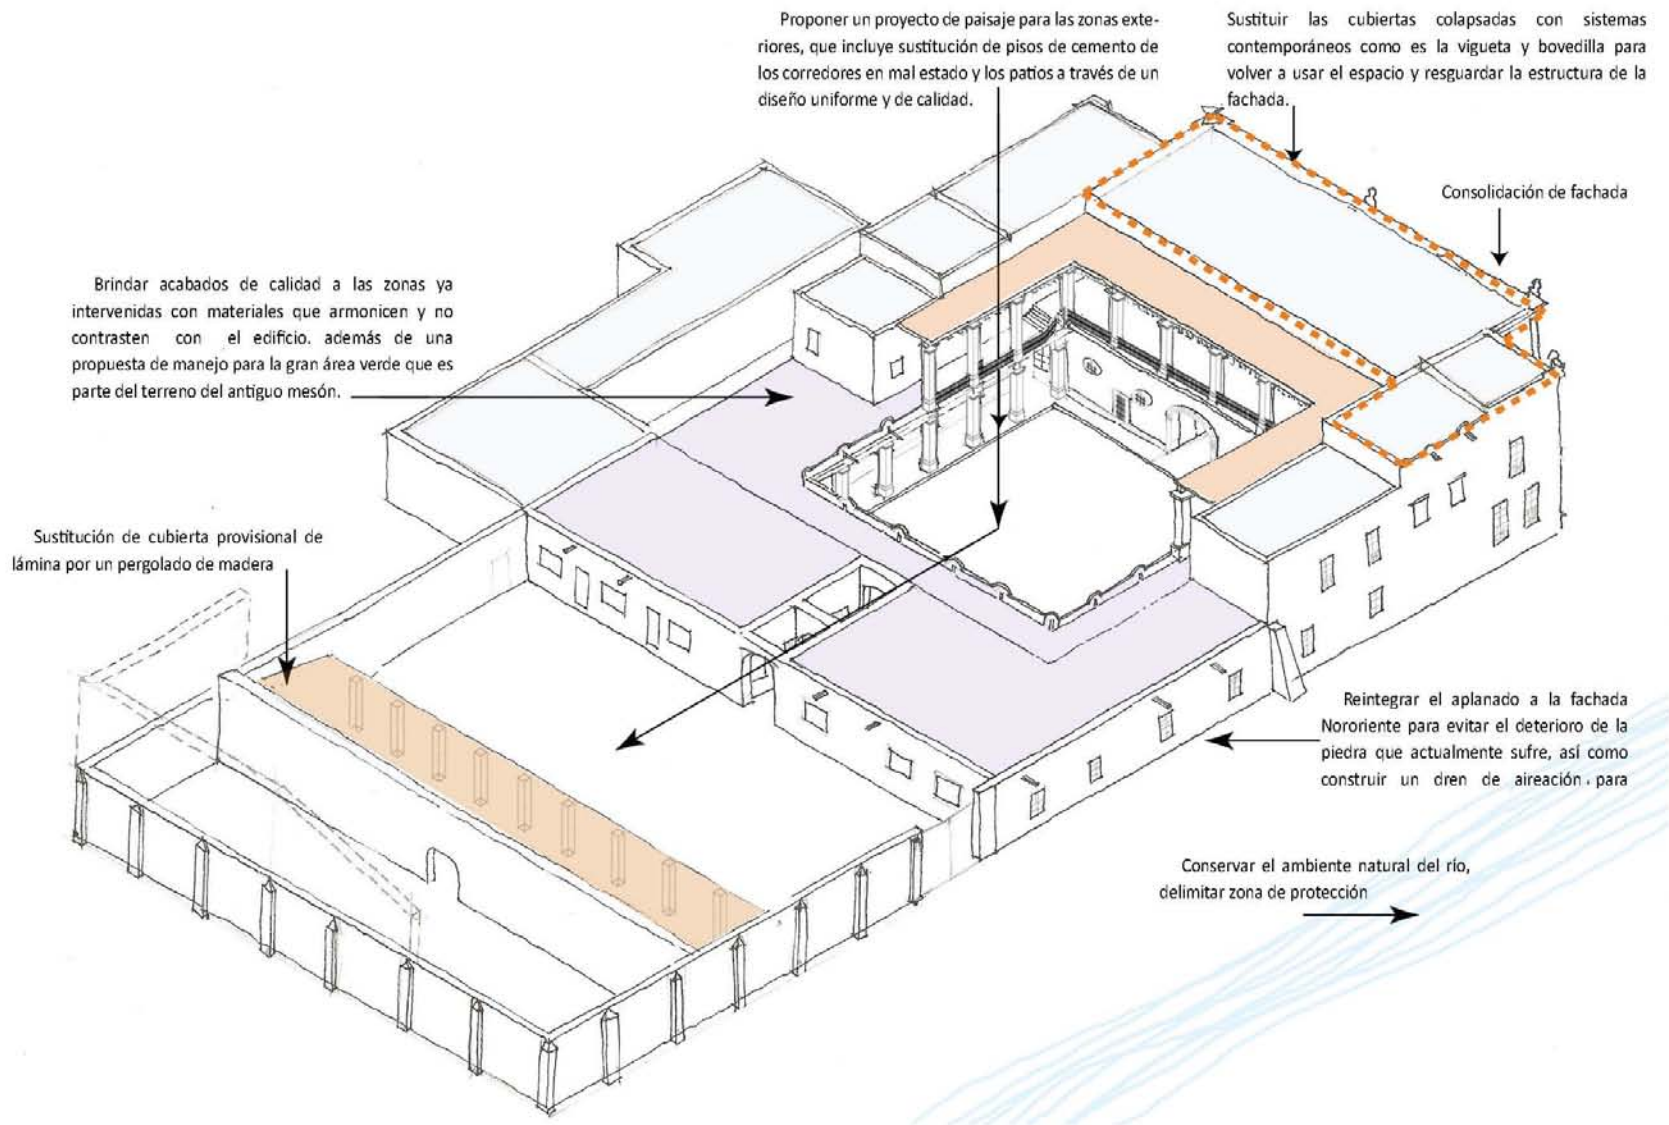 Proponer un proyecto de paisaje para las zonas exte-
riores, que incluye sustitución de pisos de cemento de
los corredores en mal estado y los patios a través de un
diseño uniforme y de calidad.
Sustituir las cubiertas colapsadas con sistemas
contemporáneos como es la vigueta y bovedilla para
volver a usar el espacio y resguardar la estructura de la
fachada.
Consolidación de fachada
Brindar acabados de calidad a las zonas ya
intervenidas con materiales que armonicen y no
contrasten con el edificio. además de una
propuesta de manejo para la gran área verde que es
parte del terreno del antiguo mesón.
Sustitución de cubierta provisional de
lámina por un pergolado de madera
Reintegrar el aplanado a la fachada
Nororiente para evitar el deterioro de la
piedra que actualmente sufre, así como
construir un dren de aireación . para
Conservar el ambiente natural del río,
delimitar zona de protección